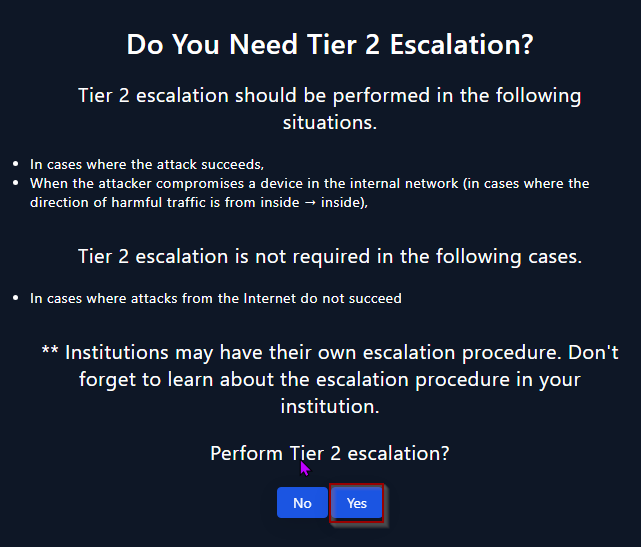 Do You Need Tier 2 Escalation?
Tier 2 escalation should be performed in the following
situations.
• In cases where the attack succeeds,
• When the attacker compromises a device in the internal network (in cases where the
direction of harmful traffic is from inside → inside),
Tier 2 escalation is not required in the following cases.
• In cases where attacks from the Internet do not succeed
** Institutions may have their own escalation procedure. Don't
forget to learn about the escalation procedure in your
institution.
Perform Tier 2 escalation?
No Yes